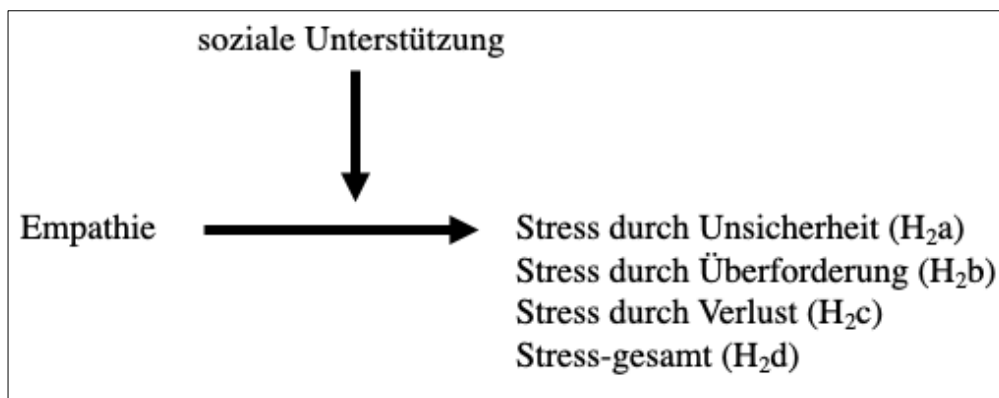 soziale Unterstützung
Empathie
Stress durch Unsicherheit (H₂a)
Stress durch Überforderung (H₂b)
Stress durch Verlust (H₂c)
Stress-gesamt (H₂d)